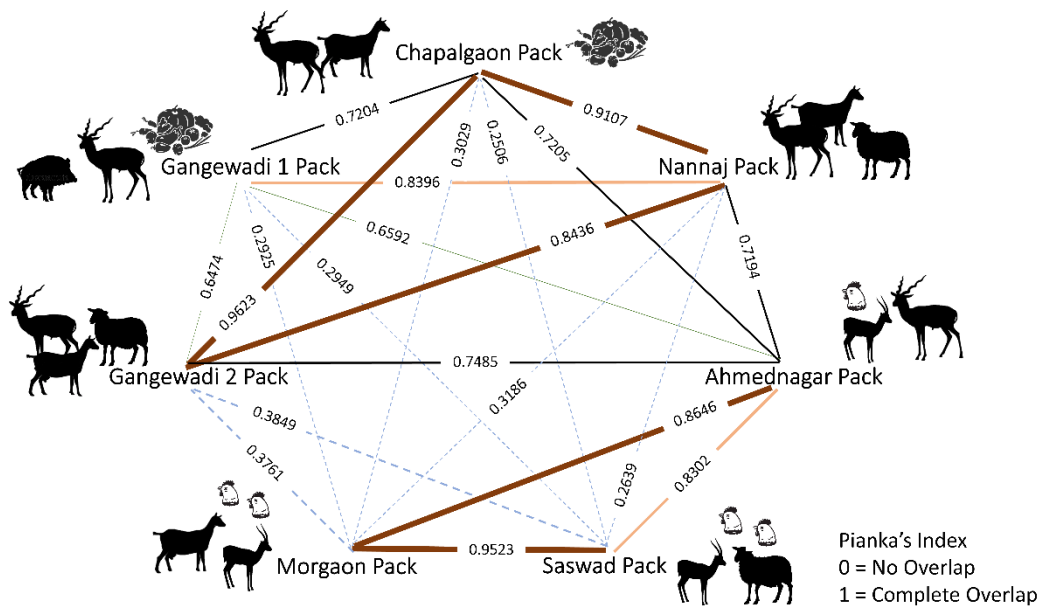 Chapalgaon Pack
0.9107
0.7204
0.3029
0.2506
0.7205
Gangewadi 1 Pack
Nannaj Pack
0.8396
0.8436
0.6592
0.2925
0.2949
0.7194
0.6474
0.9623
Gangewadi 2 Pack
0.7485
Ahmednagar Pack
0.3849
0.3186
0.8646
0.3761
0.2639
0.8302
Morgaon Pack
0.9523
Saswad Pack
Pianka's Index
0 = No Overlap
1 = Complete Overlap